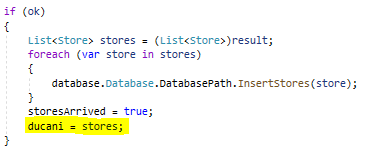 if (ok)
{
List<Store> stores = (List<Store>)result;
foreach (var store in stores)
{
database.Database.DatabasePath.InsertStores(store);
}
storesArrived = true;
ducani = stores;
}